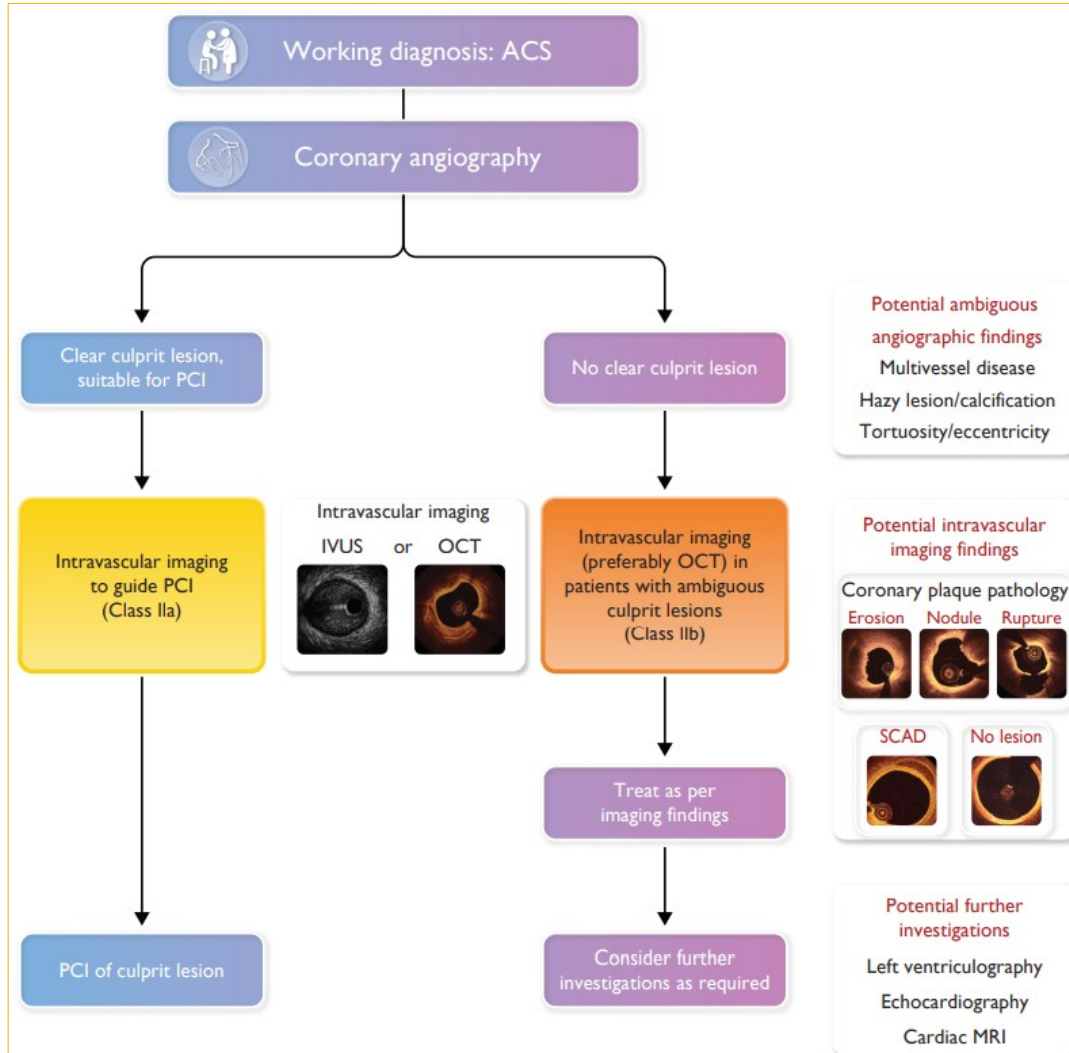 Working diagnosis: ACS
Coronary angiography
Clear culprit lesion,
suitable for PCI
No clear culprit lesion
Potential ambiguous
angiographic findings
Multivessel disease
Hazy lesion/calcification
Tortuosity/eccentricity
Intravascular imaging
to guide PCI
(Class IIa)
Intravascular imaging
IVUS or OCT
Intravascular imaging
(preferably OCT) in
patients with ambiguous
culprit lesions
(Class IIb)
Potential intravascular
imaging findings
Coronary plaque pathology
Erosion Nodule Rupture
SCAD No lesion
Treat as per
imaging findings
PCI of culprit lesion
Consider further
investigations as required
Potential further
investigations
Left ventriculography
Echocardiography
Cardiac MRI